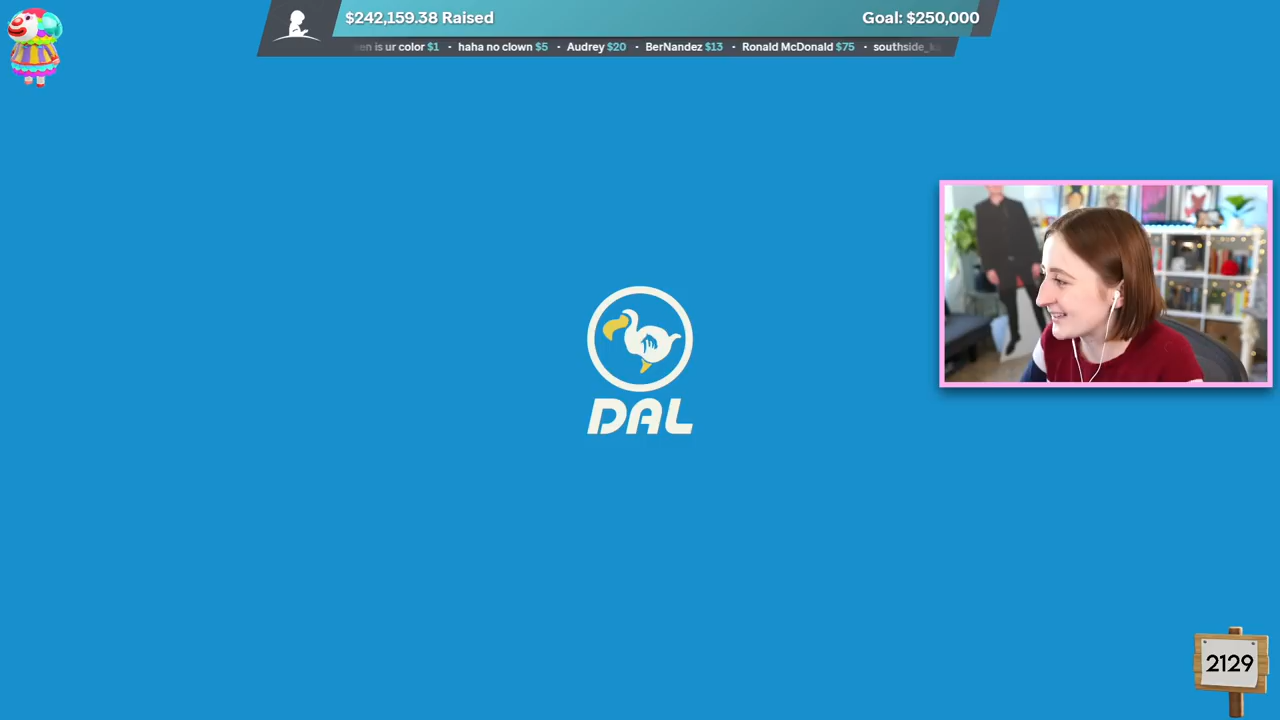 $242,159.38 Raised
Goal: $250,000
is ur color $1 · haha no clown $5 · Audrey $20 · BerNandez $13 · Ronald McDonald $75
DAL
2129